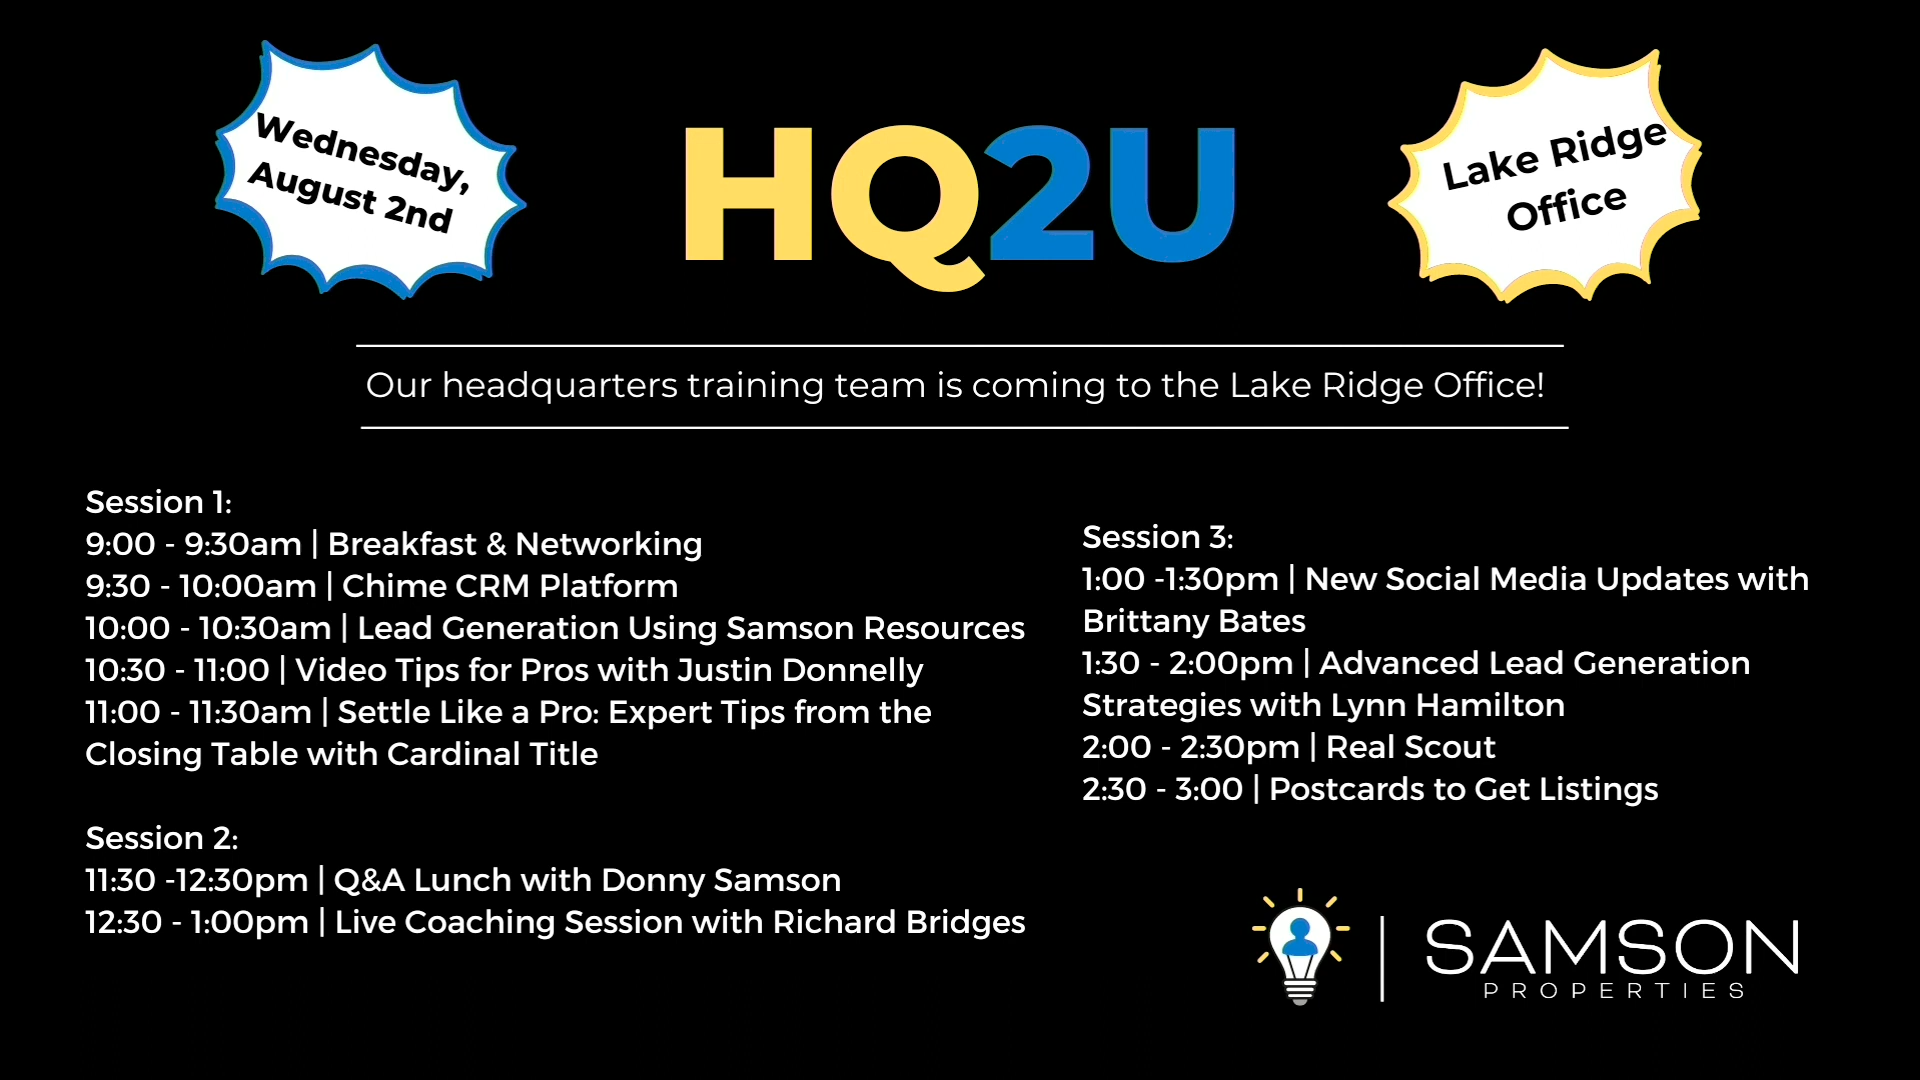 Wednesday,
August 2nd
HQ2U
Lake Ridge
Office
Our headquarters training team is coming to the Lake Ridge Office!
Session 1:
9:00 - 9:30am | Breakfast & Networking
9:30 - 10:00am | Chime CRM Platform
10:00 - 10:30am | Lead Generation Using Samson Resources
10:30 - 11:00 | Video Tips for Pros with Justin Donnelly
11:00 - 11:30am | Settle Like a Pro: Expert Tips from the
Closing Table with Cardinal Title
Session 2:
11:30 -12:30pm | Q&A Lunch with Donny Samson
12:30 - 1:00pm | Live Coaching Session with Richard Bridges
Session 3:
1:00 -1:30pm | New Social Media Updates with
Brittany Bates
1:30 - 2:00pm | Advanced Lead Generation
Strategies with Lynn Hamilton
2:00 - 2:30pm | Real Scout
2:30 - 3:00 | Postcards to Get Listings
SAMSON
PROPERTIES